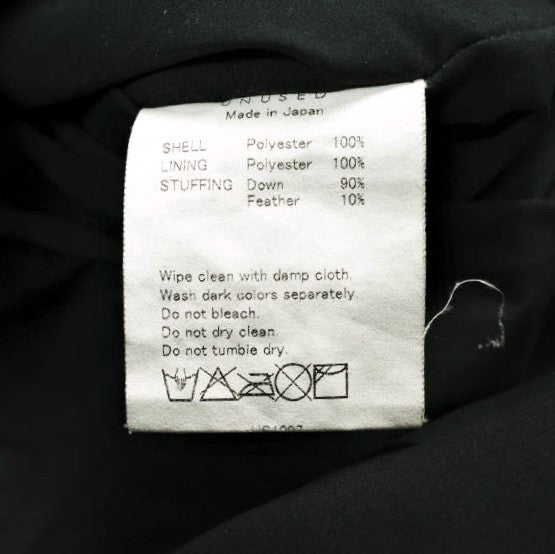 UNUSED
Made in Japan
SHELL Polyester 100%
LINING Polyester 100%
STUFFING Down 90%
Feather 10%
Wipe clean with damp cloth.
Wash dark colors separately
Do not bleach.
Do not dry clean.
Do not tumble dry.